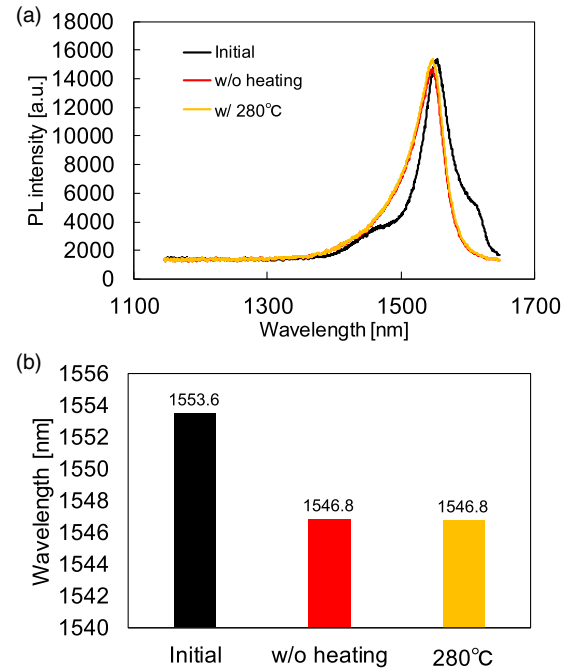 (a)
18000
16000
14000
12000
10000
8000
6000
4000
2000
0
PL intensity [a.u.]
Initial
w/o heating
w/ 280℃
1100
1300
1500
1700
Wavelength [nm]
(b)
1556
1554
1552
1550
1548
1546
1544
1542
1540
Wavelength [nm]
1553.6
1546.8
1546.8
Initial
w/o heating
280℃